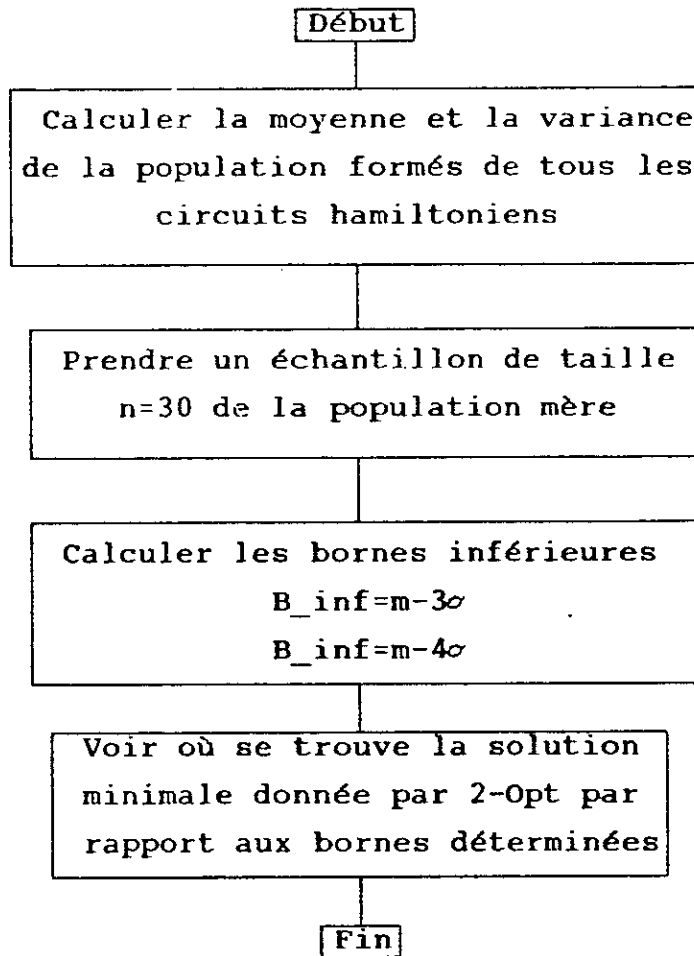 Début
Calculer la moyenne et la variance
de la population formés de tous les
circuits hamiltoniens
Prendre un échantillon de taille
n=30 de la population mère
Calculer les bornes inférieures
B_inf=m-3σ
B_inf=m-4σ
Voir où se trouve la solution
minimale donnée par 2-Opt par
rapport aux bornes déterminées
Fin